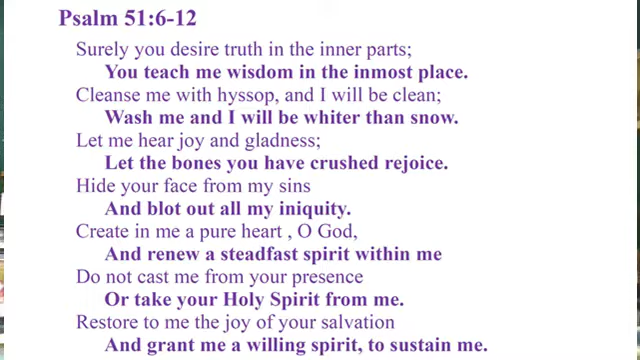 Psalm 51:6-12
Surely you desire truth in the inner parts;
You teach me wisdom in the inmost place.
Cleanse me with hyssop, and I will be clean;
Wash me and I will be whiter than snow.
Let me hear joy and gladness;
Let the bones you have crushed rejoice.
Hide your face from my sins
And blot out all my iniquity.
Create in me a pure heart , O God,
And renew a steadfast spirit within me
Do not cast me from your presence
Or take your Holy Spirit from me.
Restore to me the joy of your salvation
And grant me a willing spirit, to sustain me.